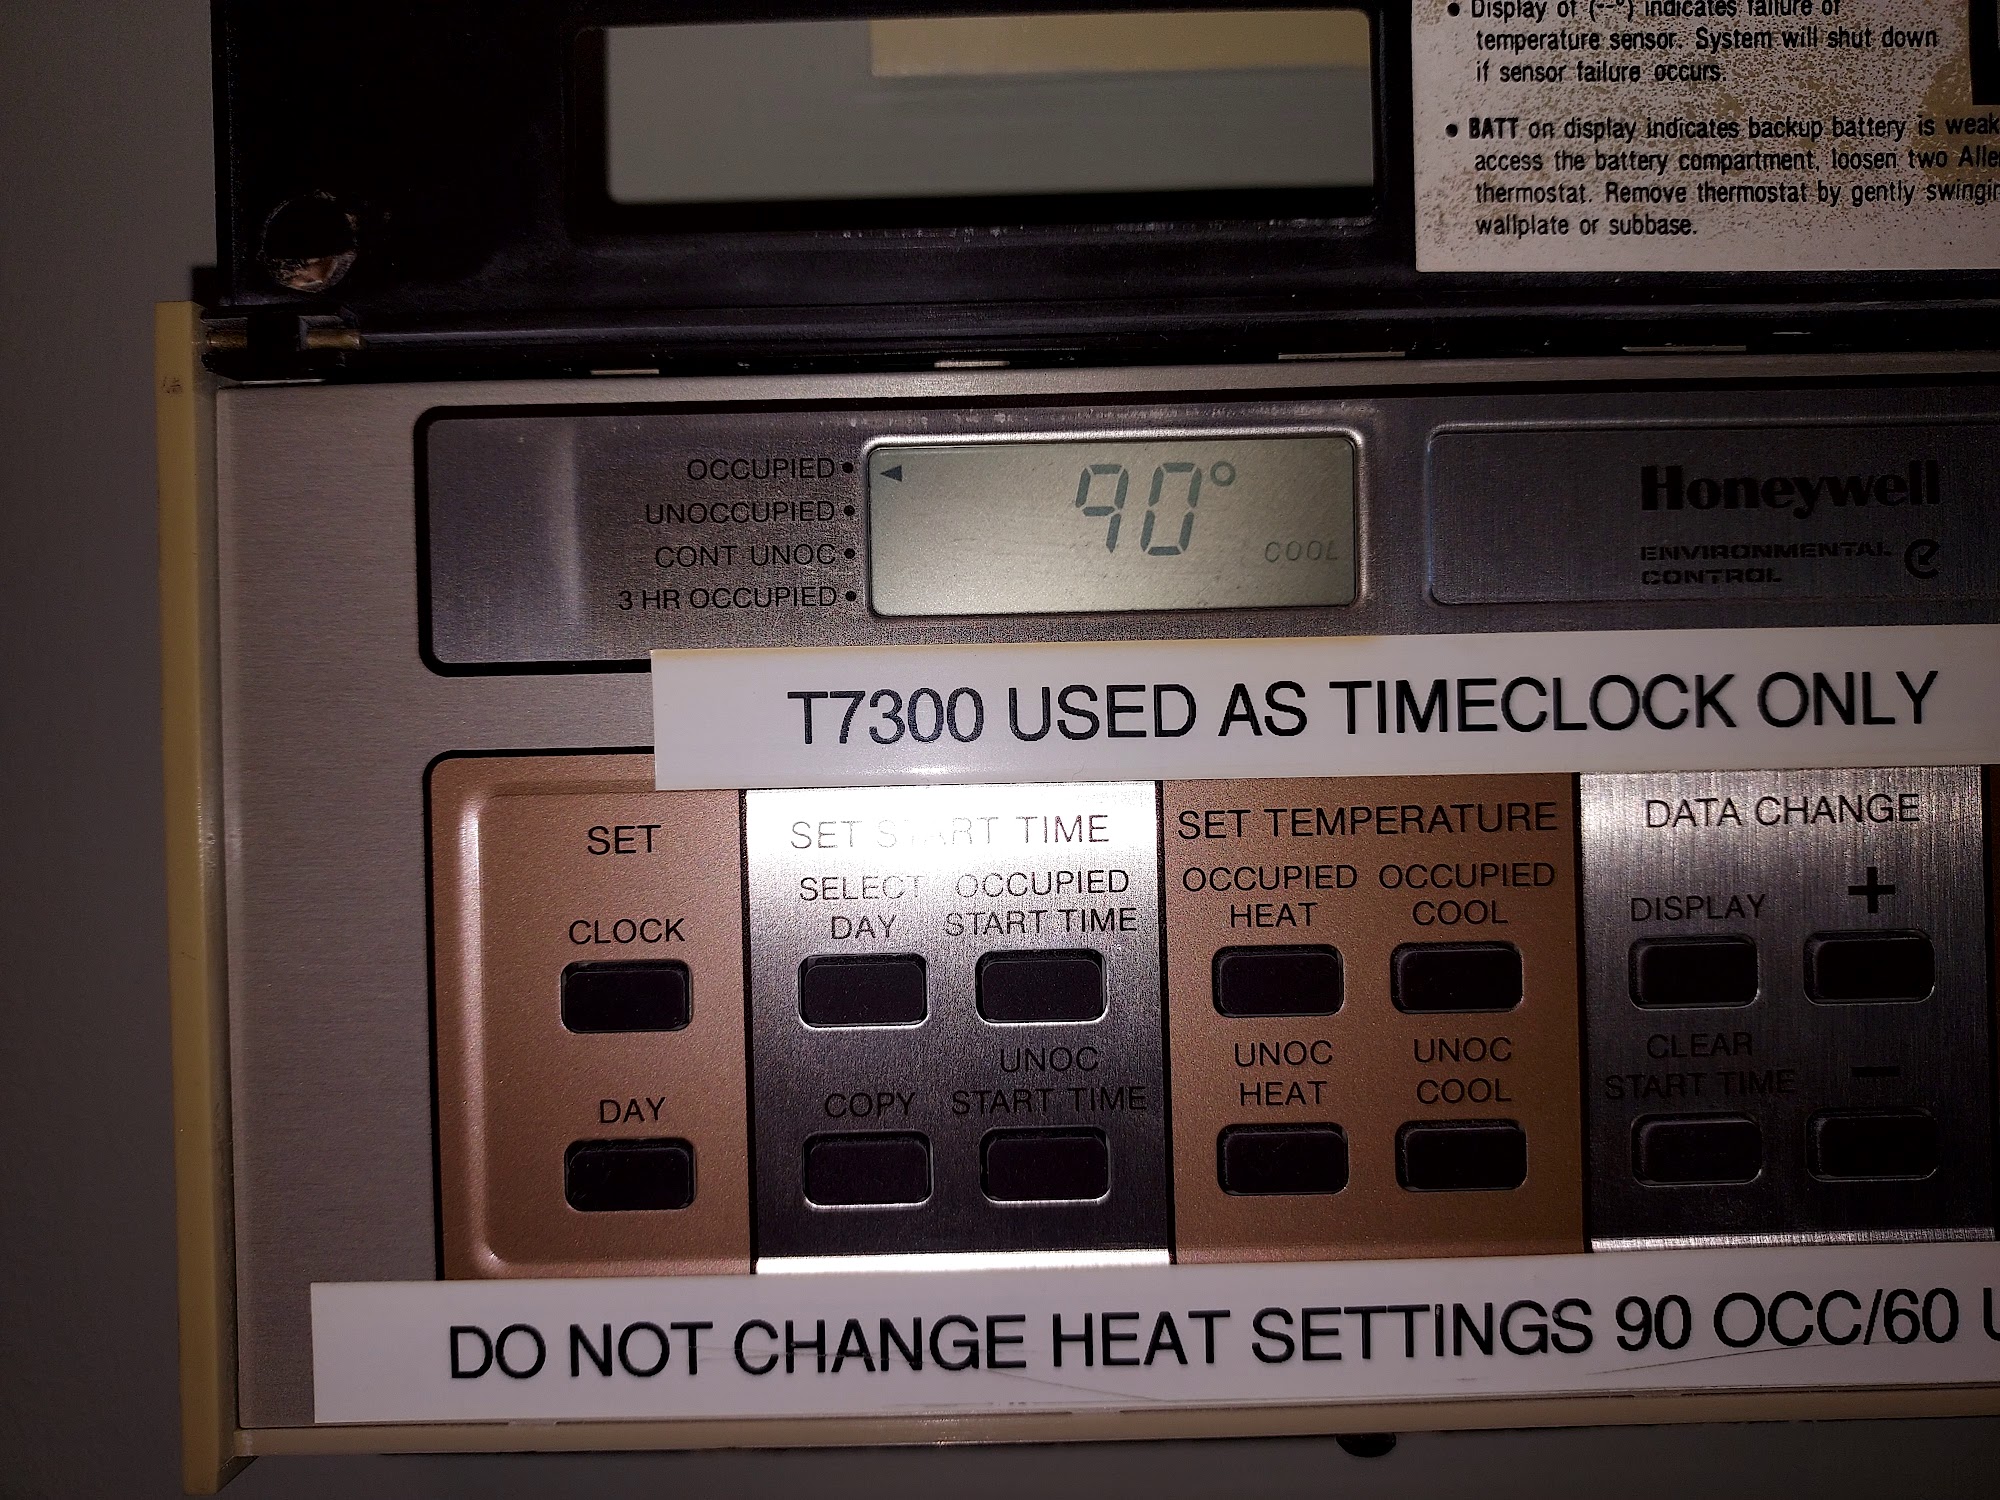 • Display of (--°) indicates failure of
temperature sensor. System will shut down
if sensor failure occurs.
• BATT on display indicates backup battery is weak
access the battery compartment, loosen two
thermostat. Remove thermostat by gently
wallplate or subbase.
OCCUPIED•
UNOCCUPIED•
CONT UNOC•
3 HR OCCUPIED•
90°
COOL
Honeywell
ENVIRONMENTAL
CONTROL
T7300 USED AS TIMECLOCK ONLY
SET
CLOCK
DAY
SET START TIME
SELECT DAY
OCCUPIED START TIME
COPY
UNOC START TIME
SET TEMPERATURE
OCCUPIED HEAT
OCCUPIED COOL
UNOC HEAT
UNOC COOL
DATA CHANGE
DISPLAY
+
CLEAR START TIME
−
DO NOT CHANGE HEAT SETTINGS 90 OCC/60